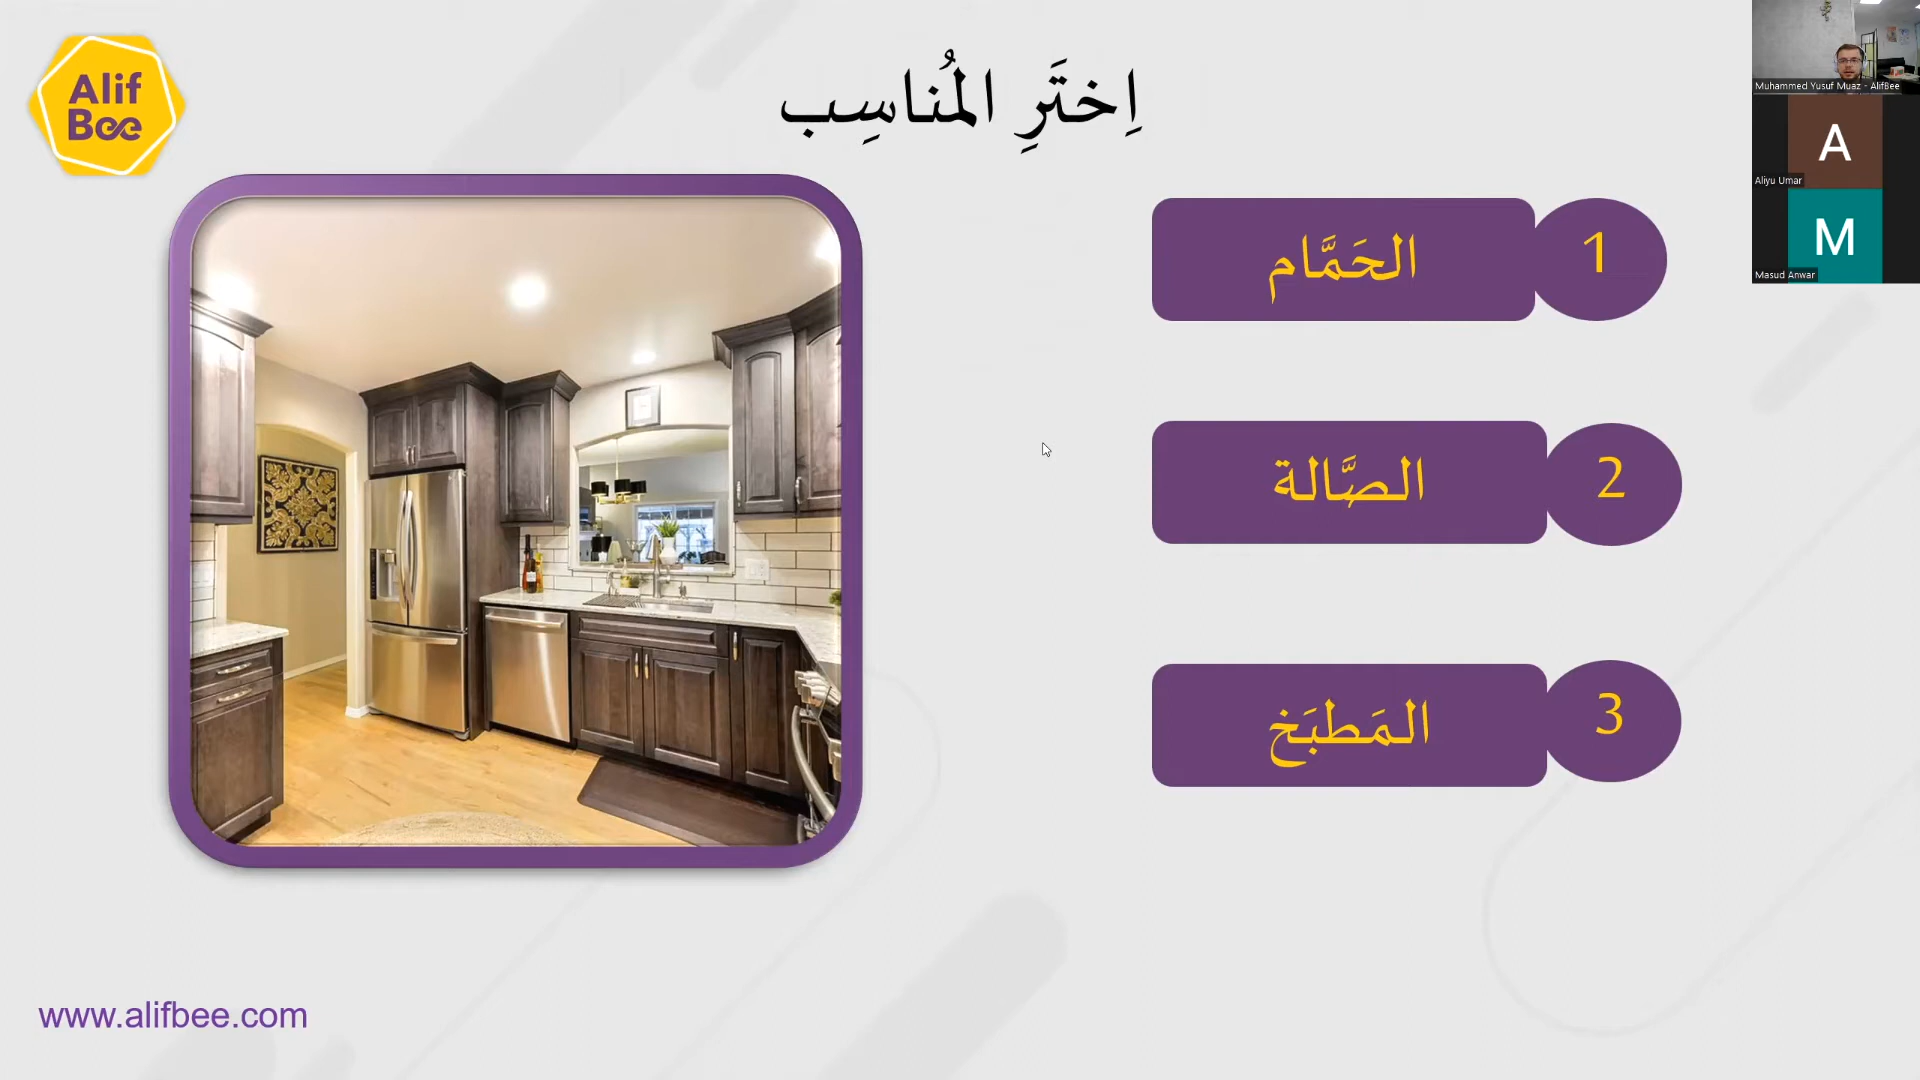 Alif
Bee
اِختَرِ المُناسِب
1 الحَمَّام
2 الصَّالة
3 المَطبَخ
www.alifbee.com
Muhammed Yusuf Muaz - AlifBee
A
Aliyu Umar
M
Masud Anwar